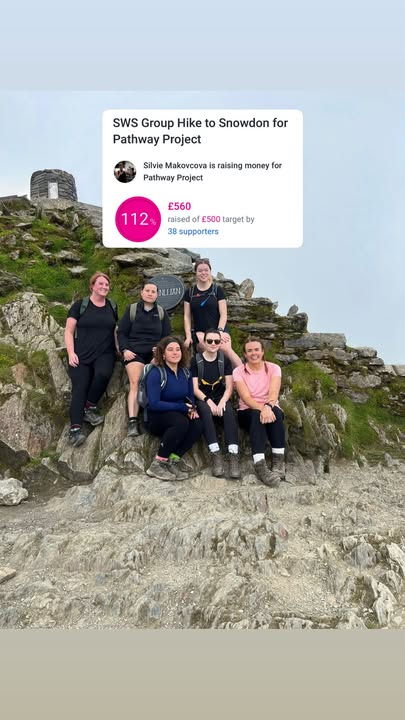 SWS Group Hike to Snowdon for
Pathway Project
Silvie Makovcova is raising money for
Pathway Project
112%
£560
raised of £500 target by
38 supporters